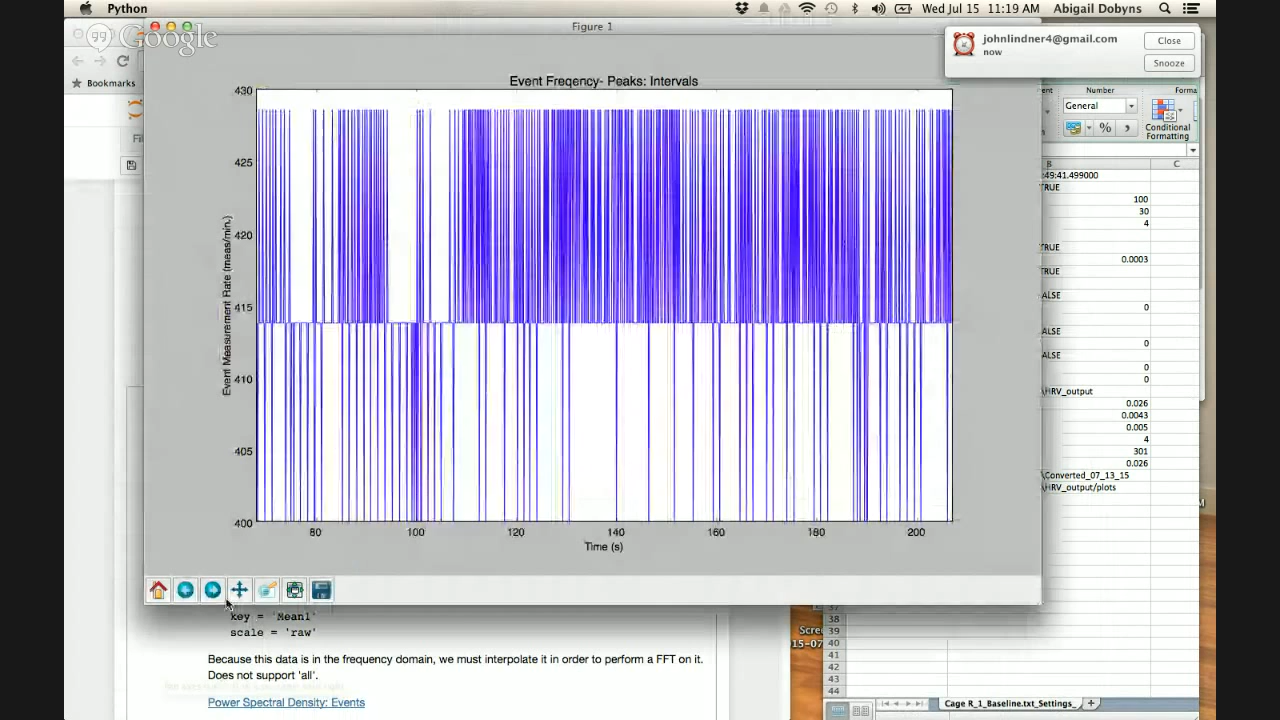 Python
Wed Jul 15 11:19 AM Abigail Dobyns
Google
Figure 1
johnlindner4@gmail.com
now
Close
Snooze
Bookmarks
Event Freqency- Peaks: Intervals
430
425
420
415
410
405
400
Event Measurement Rate (meas/min.)
80
100
120
140
160
180
200
Time (s)
Number
Forma
General
%
Conditional
Formatting
B
C
:49:41.499000
TRUE
100
30
4
TRUE
0.0003
TRUE
ALSE
0
ALSE
0
ALSE
0
0
\HRV_output
0.026
0.0043
0.005
4
301
0.026
\Converted_07_13_15
\HRV_output/plots
key = 'Mean1'
scale = 'raw'
Because this data is in the frequency domain, we must interpolate it in order to perform a FFT on it.
Does not support 'all'.
Power Spectral Density: Events
Scre
15-07
37
38
39
40
41
42
43
44
Cage R_1_Baseline.txt_Settings_